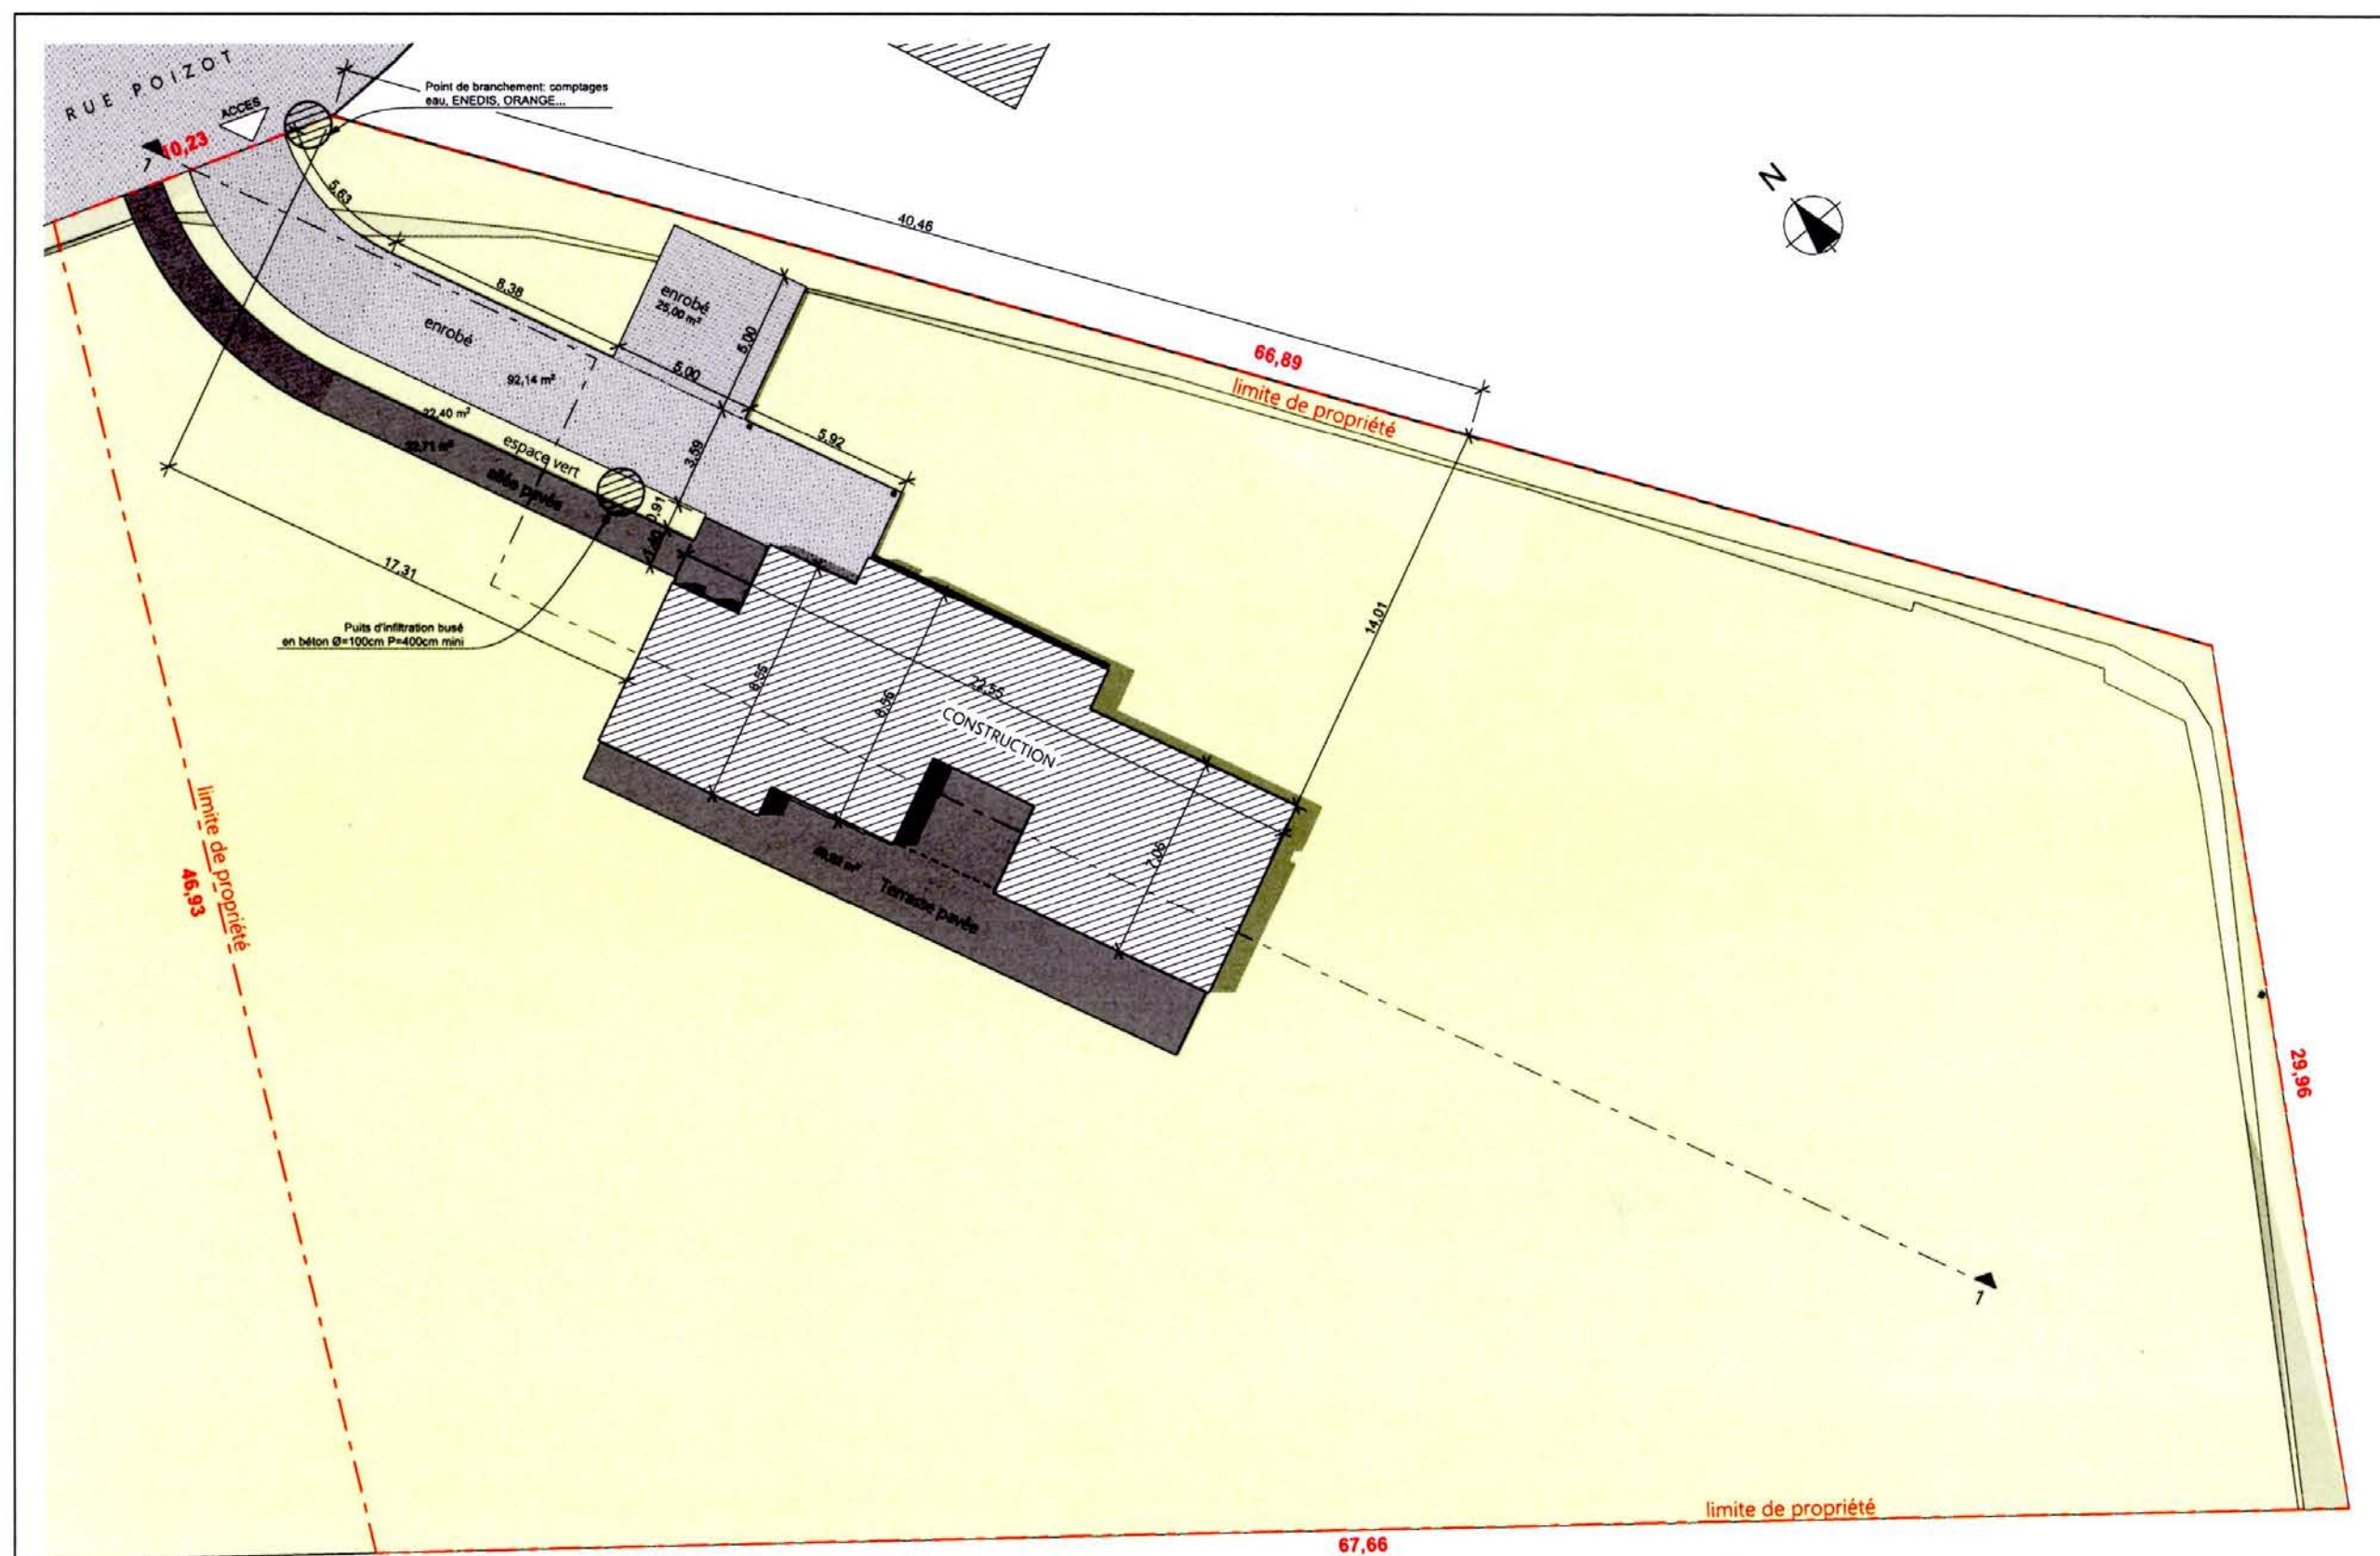 RUE POIZOT
ACCES
Point de branchement: comptages
eau, ENEDIS, ORANGE...
1
10,23
N
5,63
40,46
8,38
enrobé
25,00 m²
5,00
5,00
enrobé
92,14 m²
66,89
limite de propriété
22,40 m²
espace vert
allée pavée
3,59
5,92
0,91
17,31
14,01
Puits d'infiltration busé
en béton Ø=100cm P=400cm mini
8,55
8,56
22,55
CONSTRUCTION
7,06
Terrasse pavée
limite de propriété
46,93
29,96
1
limite de propriété
67,66